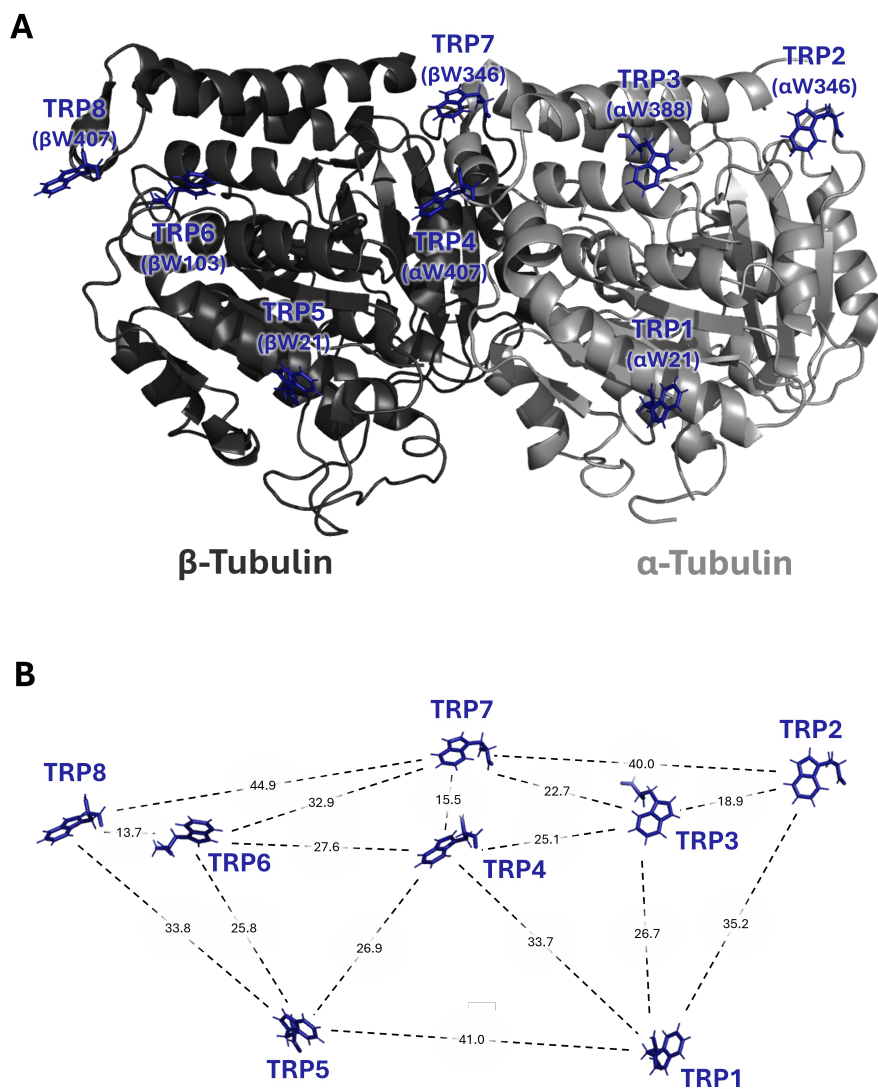 A
TRP7
(βW346)
TRP2
(αW346)
TRP3
(αW388)
TRP8
(βW407)
TRP6
(βW103)
TRP4
(αW407)
TRP5
(βW21)
TRP1
(αW21)
β-Tubulin
α-Tubulin
B
TRP7
TRP2
TRP8
40.0
44.9
22.7
32.9
15.5
18.9
13.7
27.6
25.1
TRP3
TRP6
TRP4
33.8
25.8
26.9
33.7
26.7
35.2
41.0
TRP5
TRP1